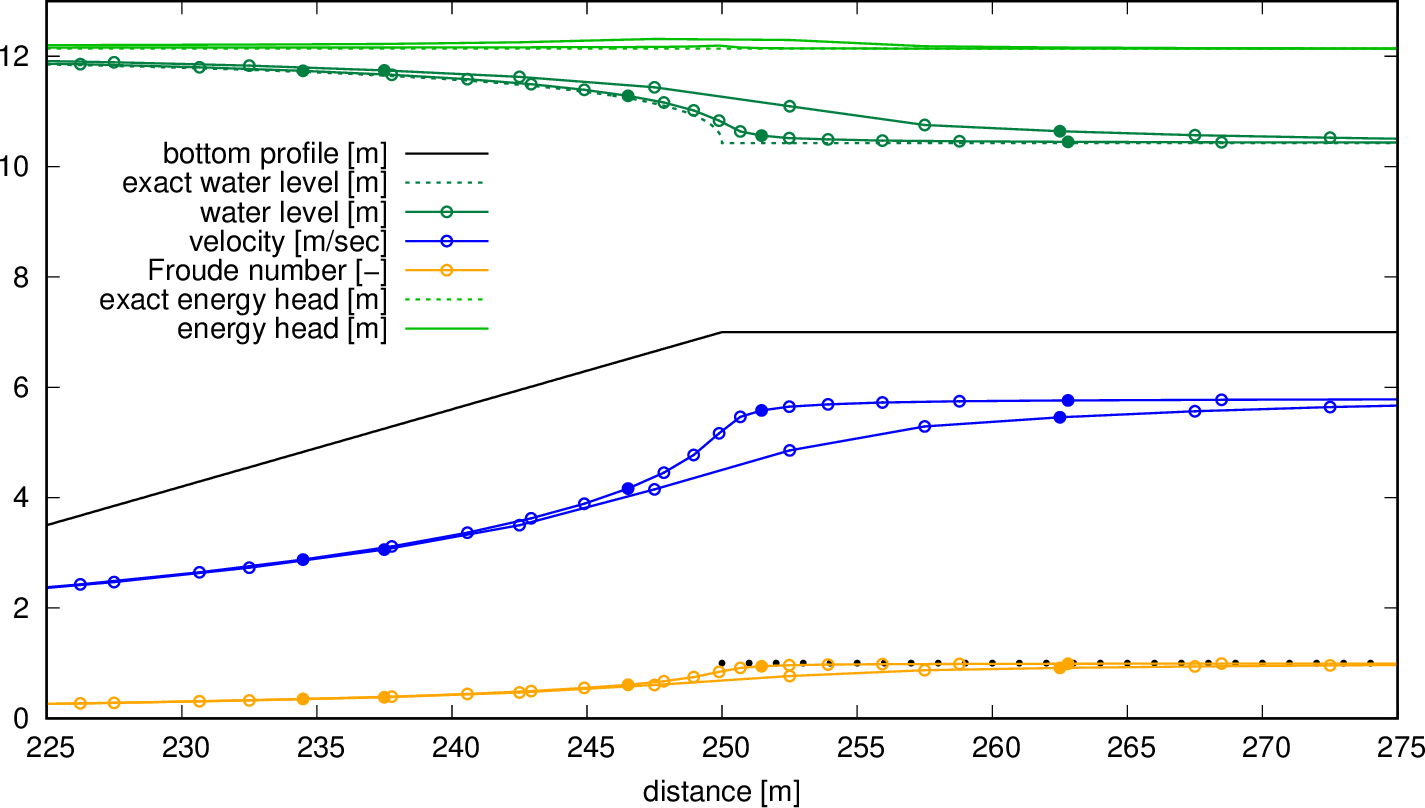 12
10
8
6
4
2
0
bottom profile [m]
exact water level [m]
water level [m]
velocity [m/sec]
Froude number [−]
exact energy head [m]
energy head [m]
225 230 235 240 245 250 255 260 265 270 275
distance [m]